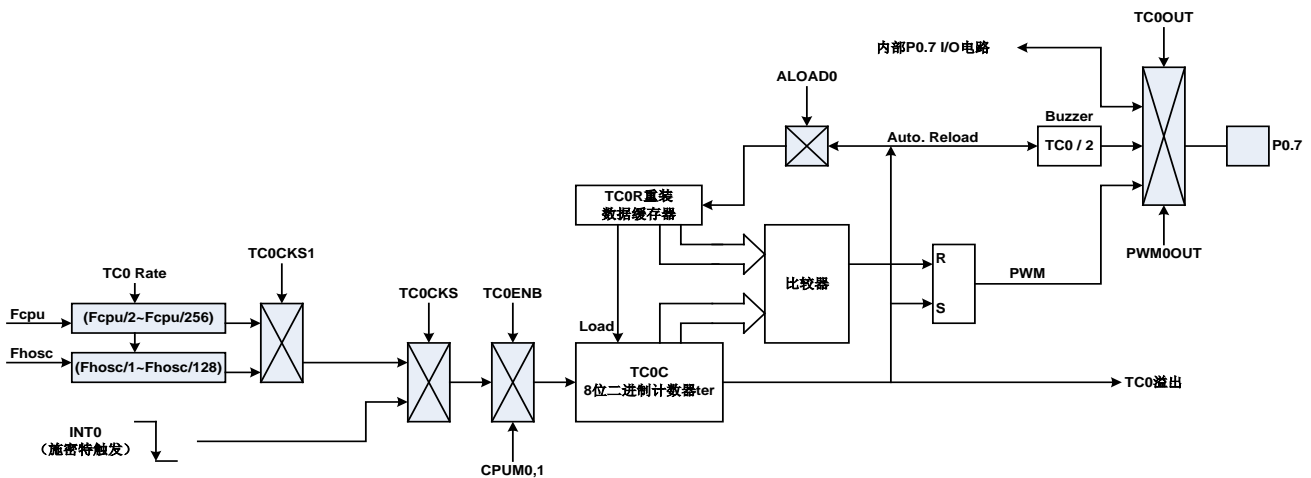 TC0OUT
内部P0.7 I/O电路
ALOAD0
Buzzer
Auto. Reload
TC0 / 2
P0.7
TC0R重装
数据缓存器
TC0CKS1
PWM0OUT
R
PWM
TC0 Rate
比较器
TC0CKS
TC0ENB
S
Fcpu
(Fcpu/2~Fcpu/256)
Load
Fhosc
(Fhosc/1~Fhosc/128)
TC0C
8位二进制计数器ter
TC0溢出
INT0
（施密特触发）
CPUM0,1